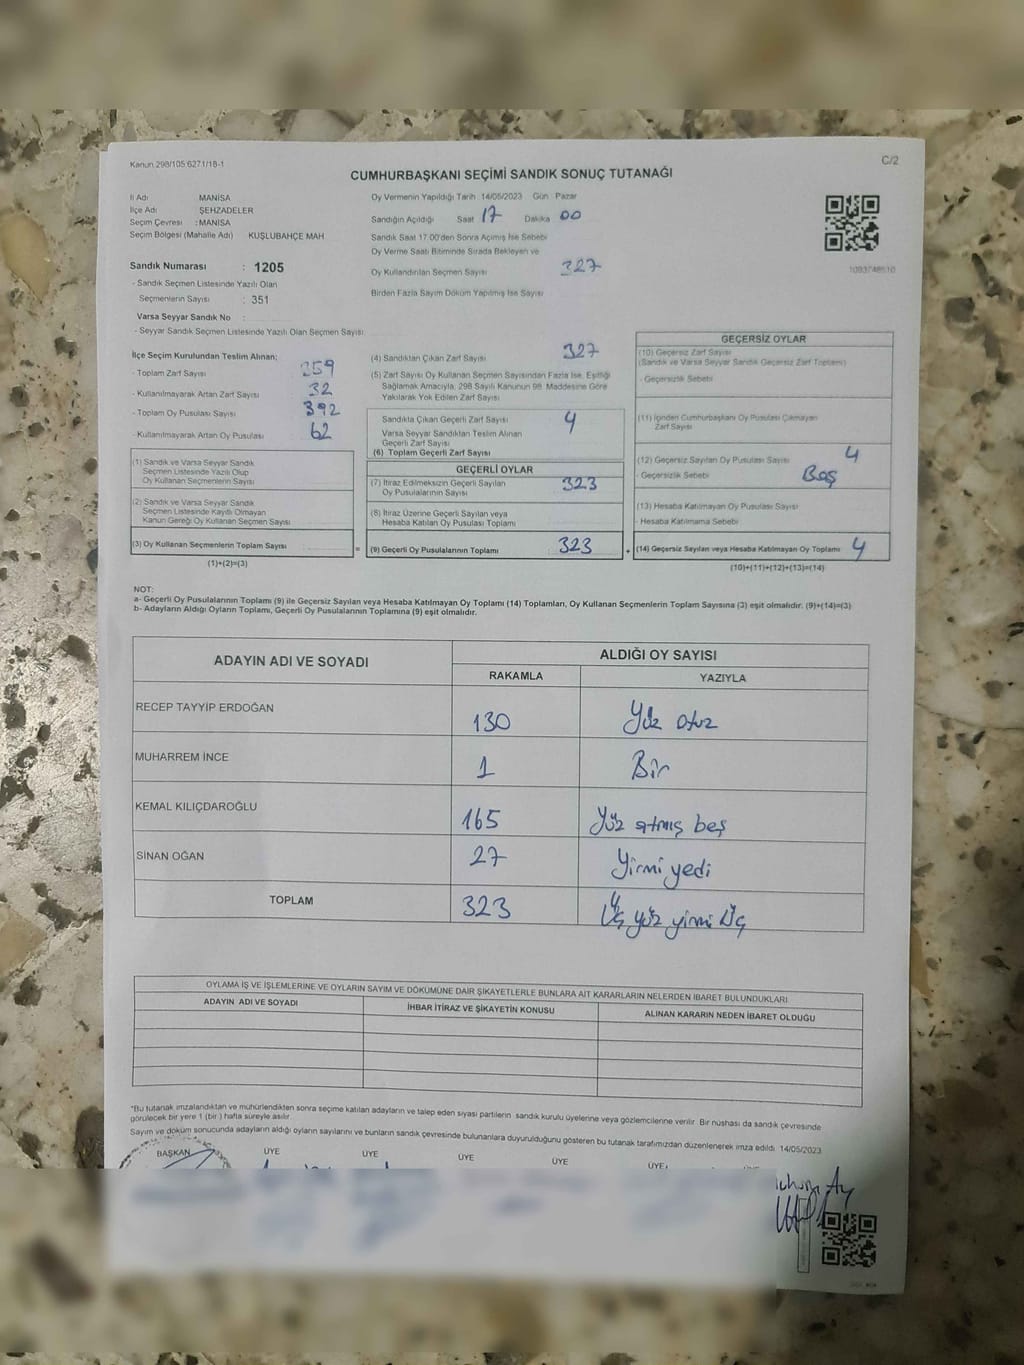 Kanun 298/105 6271/18-1
C/2
CUMHURBAŞKANI SEÇİMİ SANDIK SONUÇ TUTANAĞI
İl Adı MANİSA
İlçe Adı ŞEHZADELER
Seçim Çevresi : MANİSA
Seçim Bölgesi (Mahalle Adı) KUŞLUBAHÇE MAH
Sandık Numarası : 1205
- Sandık Seçmen Listesinde Yazılı Olan
Seçmenlerin Sayısı : 351
Varsa Seyyar Sandık No :
- Seyyar Sandık Seçmen Listesinde Yazılı Olan Seçmen Sayısı
Oy Vermenin Yapıldığı Tarih 14/05/2023 Gün Pazar
Sandığın Açıldığı Saat 17 Dakika 00
Sandık Saat 17.00'den Sonra Açılmış İse Sebebi
Oy Verme Saati Bitiminde Sırada Bekleyen ve
Oy Kullandırılan Seçmen Sayısı 327
Birden Fazla Sayım Döküm Yapılmış İse Sayısı
1093748510
İlçe Seçim Kurulundan Teslim Alınan;
- Toplam Zarf Sayısı 359
- Kullanılmayarak Artan Zarf Sayısı 32
- Toplam Oy Pusulası Sayısı 392
- Kullanılmayarak Artan Oy Pusulası 62
(1) Sandık ve Varsa Seyyar Sandık
Seçmen Listesinde Yazılı Olup
Oy Kullanan Seçmenlerin Sayısı
(2) Sandık ve Varsa Seyyar Sandık
Seçmen Listesinde Kayıtlı Olmayan
Kanun Gereği Oy Kullanan Seçmen Sayısı
(3) Oy Kullanan Seçmenlerin Toplam Sayısı =
(1)+(2)=(3)
(4) Sandıktan Çıkan Zarf Sayısı 327
(5) Zarf Sayısı Oy Kullanan Seçmen Sayısından Fazla İse, Eşitliği
Sağlamak Amacıyla, 298 Sayılı Kanunun 98. Maddesine Göre
Yakılarak Yok Edilen Zarf Sayısı
Sandıkta Çıkan Geçerli Zarf Sayısı 4
Varsa Seyyar Sandıktan Teslim Alınan
Geçerli Zarf Sayısı
(6) Toplam Geçerli Zarf Sayısı
GEÇERLİ OYLAR
(7) İtiraz Edilmeksizin Geçerli Sayılan
Oy Pusulalarının Sayısı 323
(8) İtiraz Üzerine Geçerli Sayılan veya
Hesaba Katılan Oy Pusulası Toplamı
(9) Geçerli Oy Pusulalarının Toplamı 323 +
GEÇERSİZ OYLAR
(10) Geçersiz Zarf Sayısı
(Sandık ve Varsa Seyyar Sandık Geçersiz Zarf Toplamı)
- Geçersizlik Sebebi
(11) İçinden Cumhurbaşkanı Oy Pusulası Çıkmayan
Zarf Sayısı
(12) Geçersiz Sayılan Oy Pusulası Sayısı 4
- Geçersizlik Sebebi Boş
(13) Hesaba Katılmayan Oy Pusulası Sayısı
- Hesaba Katılmama Sebebi
(14) Geçersiz Sayılan veya Hesaba Katılmayan Oy Toplamı 4
(10)+(11)+(12)+(13)=(14)
NOT:
a- Geçerli Oy Pusulalarının Toplamı (9) ile Geçersiz Sayılan veya Hesaba Katılmayan Oy Toplamı (14) Toplamları, Oy Kullanan Seçmenlerin Toplam Sayısına (3) eşit olmalıdır. (9)+(14)=(3)
b- Adayların Aldığı Oyların Toplamı, Geçerli Oy Pusulalarının Toplamına (9) eşit olmalıdır.
ADAYIN ADI VE SOYADI
ALDIĞI OY SAYISI
RAKAMLA YAZIYLA
RECEP TAYYİP ERDOĞAN 130 Yüz otuz
MUHARREM İNCE 1 Bir
KEMAL KILIÇDAROĞLU 165 Yüz atmış beş
SİNAN OĞAN 27 Yirmi yedi
TOPLAM 323 Üç yüz yirmi üç
OYLAMA İŞ VE İŞLEMLERİNE VE OYLARIN SAYIM VE DÖKÜMÜNE DAİR ŞİKAYETLERLE BUNLARA AİT KARARLARIN NELERDEN İBARET BULUNDUKLARI
ADAYIN ADI VE SOYADI İHBAR İTİRAZ VE ŞİKAYETİN KONUSU ALINAN KARARIN NEDEN İBARET OLDUĞU
*Bu tutanak imzalandıktan ve mühürlendikten sonra seçime katılan adayların ve talep eden siyasi partilerin sandık kurulu üyelerine veya gözlemcilerine verilir. Bir nüshası da sandık çevresinde
görülecek bir yere 1 (bir) hafta süreyle asılır.
Sayım ve döküm sonucunda adayların aldığı oyların sayılarını ve bunların sandık çevresinde bulunanlara duyurulduğunu gösteren bu tutanak tarafımızdan düzenlenerek imza edildi. 14/05/2023
BAŞKAN ÜYE ÜYE ÜYE ÜYE ÜYE